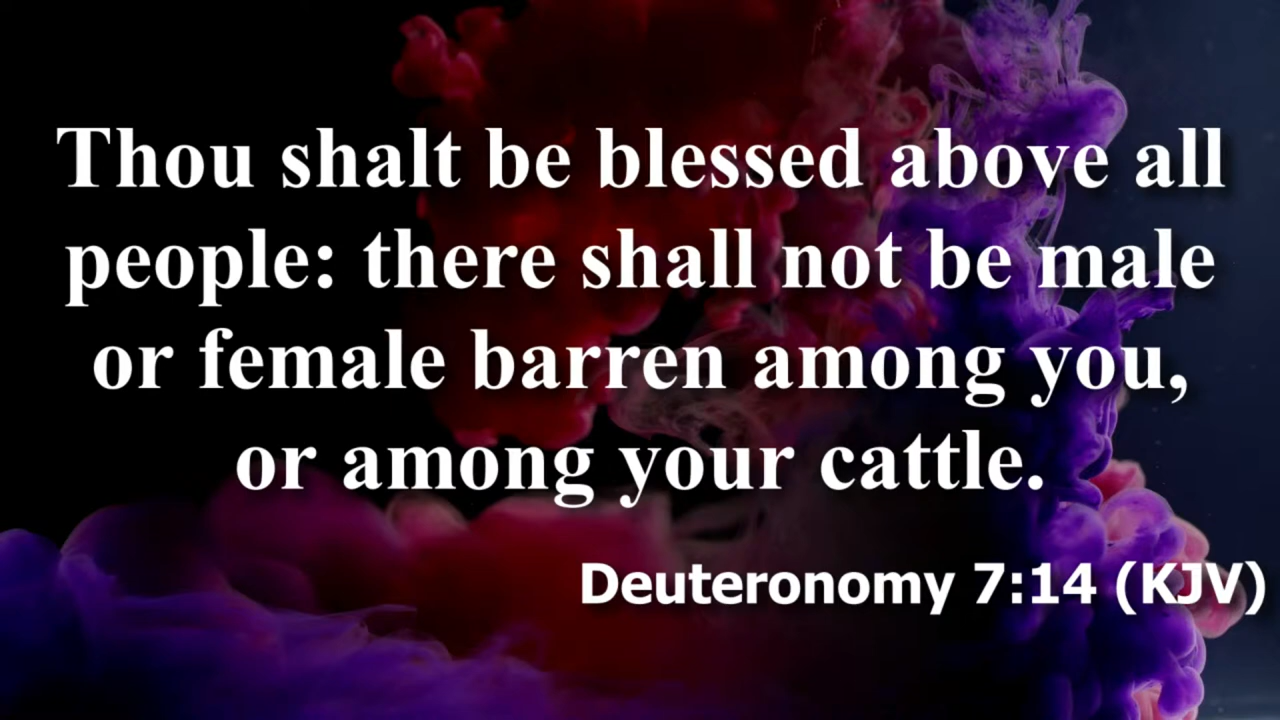 Thou shalt be blessed above all
people: there shall not be male
or female barren among you,
or among your cattle.
Deuteronomy 7:14 (KJV)